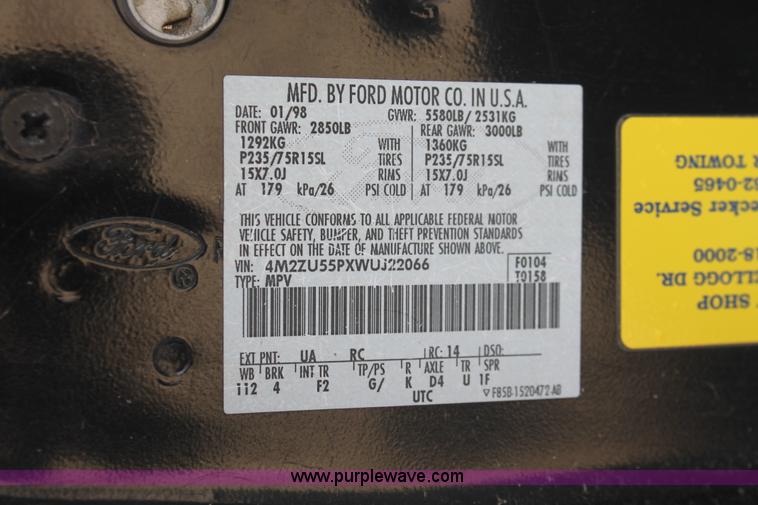 MFD. BY FORD MOTOR CO. IN U.S.A.
DATE: 01/98 GVWR: 5580LB/ 2531KG
FRONT GAWR: 2850LB REAR GAWR: 3000LB
1292KG WITH 1360KG WITH
P235/75R15SL TIRES P235/75R15SL TIRES
15X7.0J RIMS 15X7.0J RIMS
AT 179 kPa/26 PSI COLD AT 179 kPa/26 PSI COLD
THIS VEHICLE CONFORMS TO ALL APPLICABLE FEDERAL MOTOR
VEHICLE SAFETY, BUMPER, AND THEFT PREVENTION STANDARDS
IN EFFECT ON THE DATE OF MANUFACTURE SHOWN ABOVE.
VIN: 4M2ZU55PXWUJ22066 F0104
TYPE: MPV T0158
EXT PNT: UA RC RC: 14 DSO:
WB BRK INT TR TP/PS R AXLE TR SPR
112 4 F2 G/ K D4 U 1F
UTC F85B-1520472-AB
Ford
SHOP
ELLOGG DR.
18-2000
ecker Service
62-0465
R TOWING
www.purplewave.com